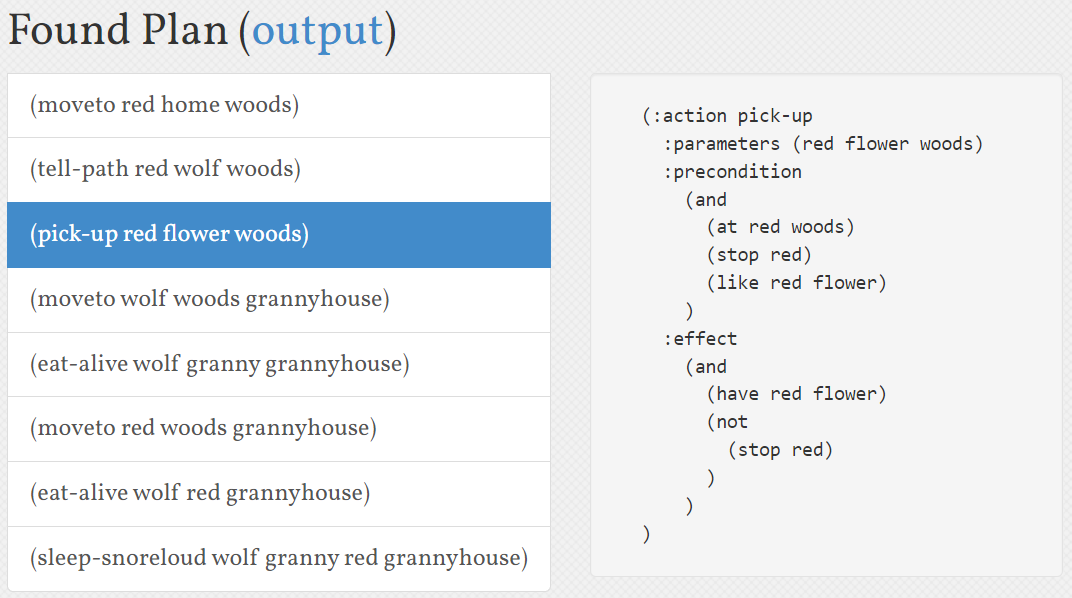 Found Plan (output)
(moveto red home woods)
(tell-path red wolf woods)
(pick-up red flower woods)
(moveto wolf woods grannyhouse)
(eat-alive wolf granny grannyhouse)
(moveto red woods grannyhouse)
(eat-alive wolf red grannyhouse)
(sleep-snoreloud wolf granny red grannyhouse)
(:action pick-up
  :parameters (red flower woods)
  :precondition
    (and
      (at red woods)
      (stop red)
      (like red flower)
    )
  :effect
    (and
      (have red flower)
      (not
        (stop red)
      )
    )
)